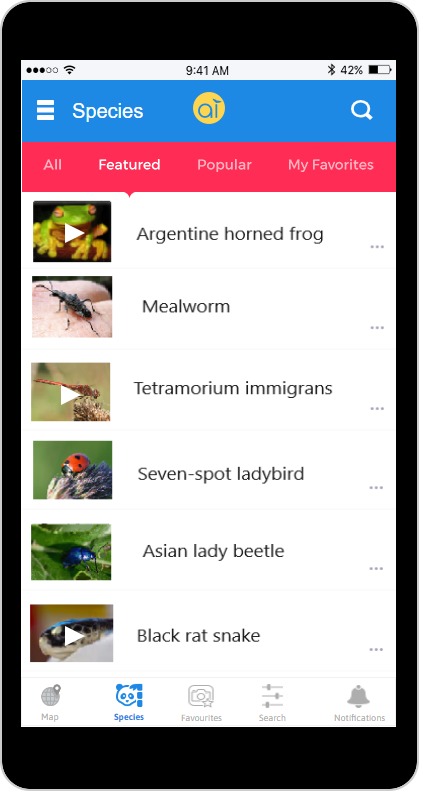 9:41 AM 42%
Species aǐ
All Featured Popular My Favorites
Argentine horned frog
Mealworm
Tetramorium immigrans
Seven-spot ladybird
Asian lady beetle
Black rat snake
Map Species Favourites Search Notifications